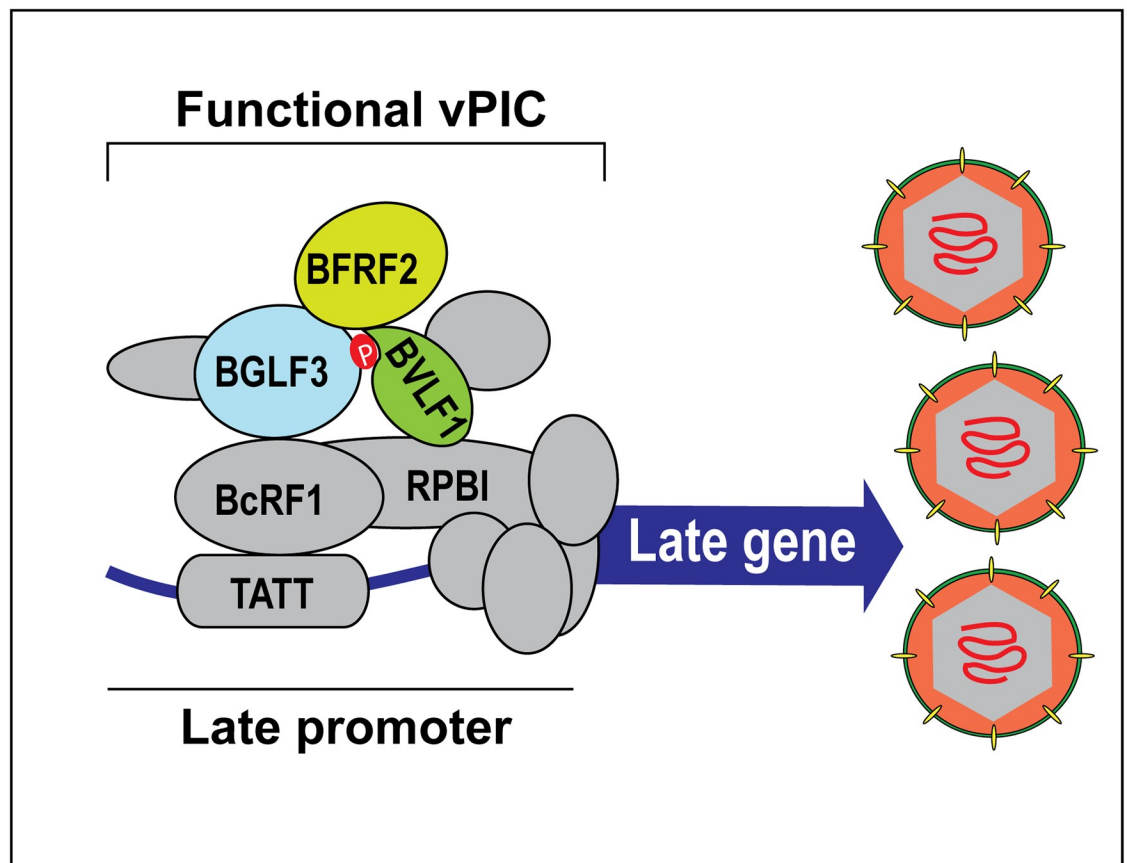 Functional vPIC
BFRF2
BGLF3
P
BVLF1
BcRF1
RPBI
TATT
Late gene
Late promoter